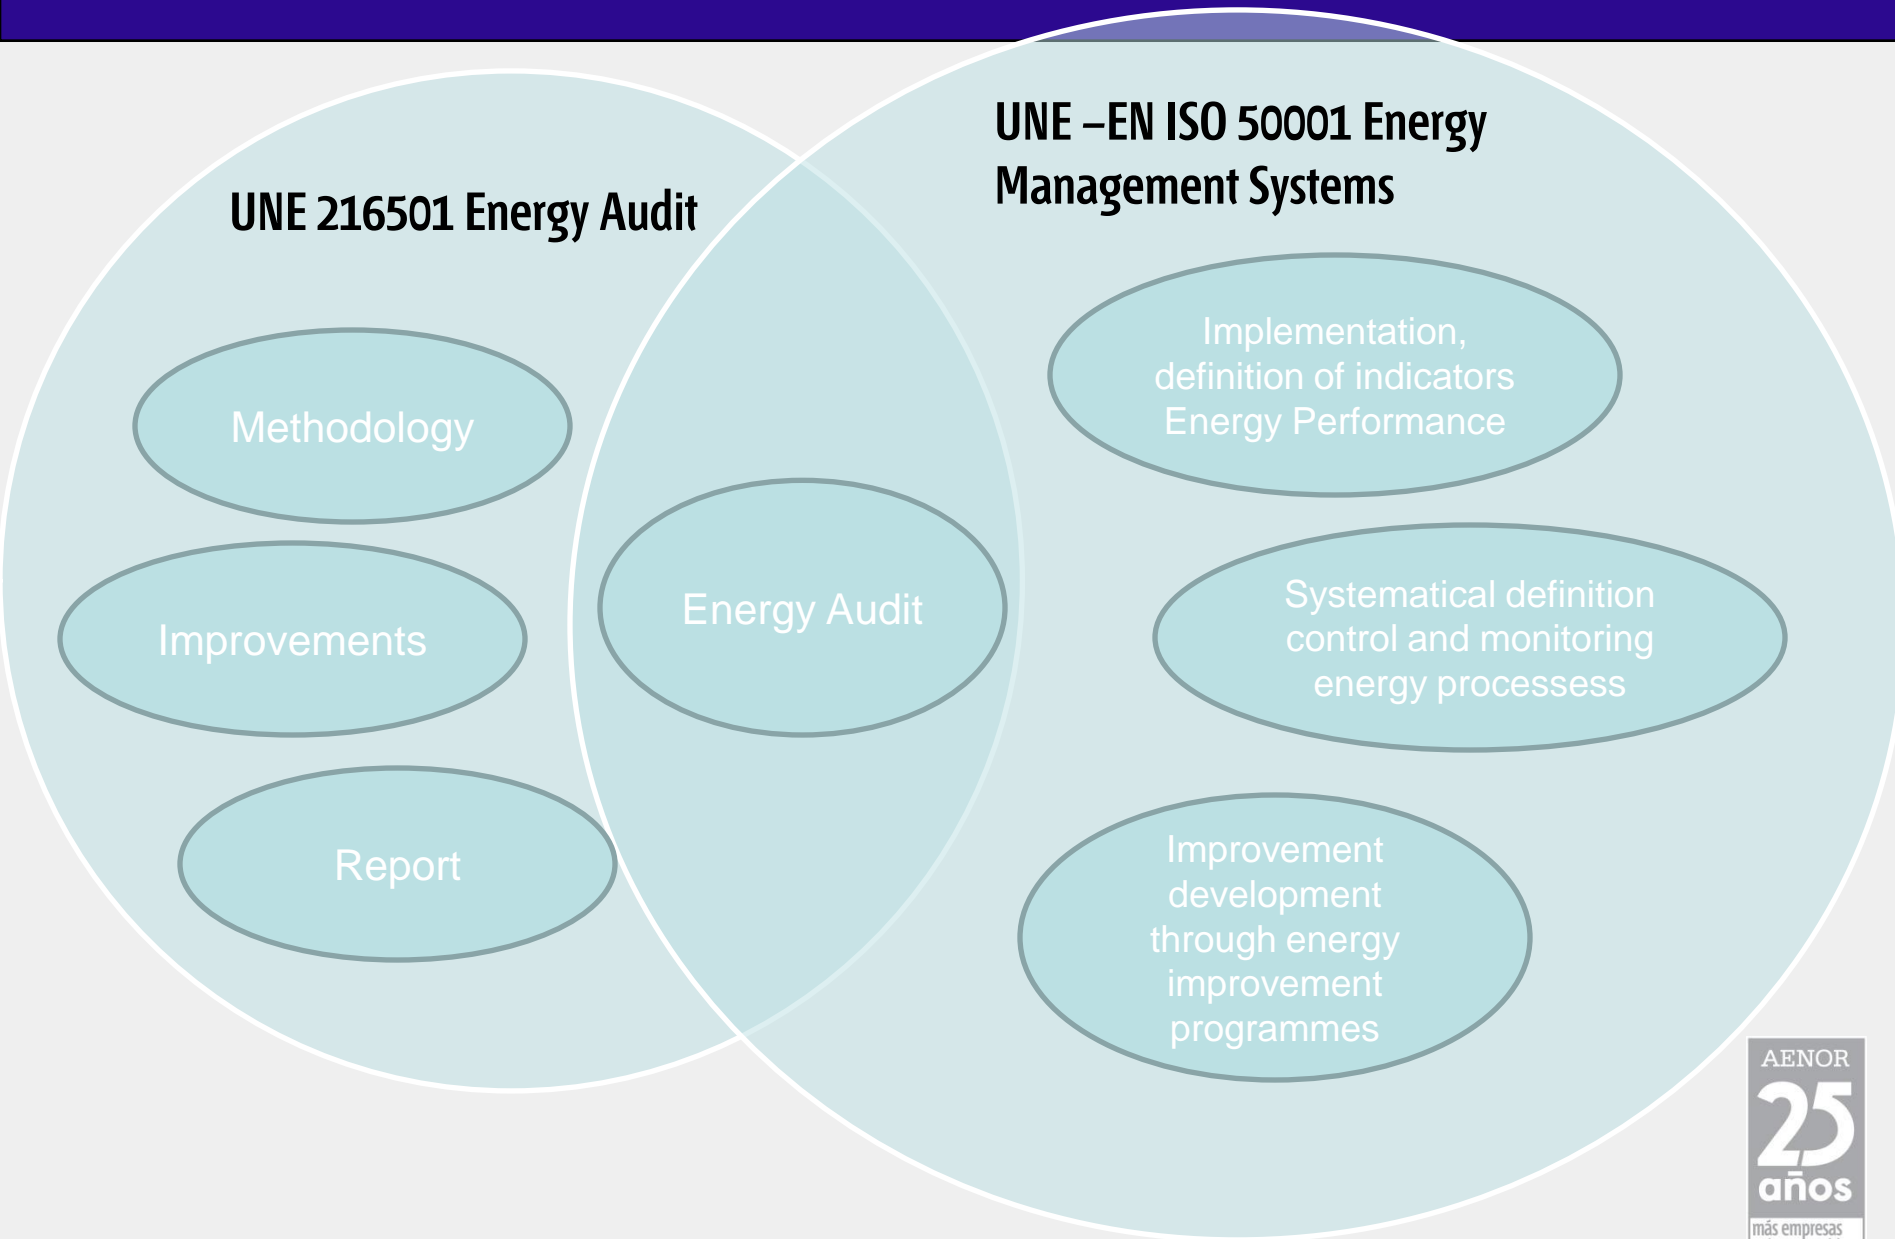 UNE 216501 Energy Audit
Methodology
Improvements
Report
Energy Audit
UNE –EN ISO 50001 Energy
Management Systems
Implementation,
definition of indicators
Energy Performance
Systematical definition
control and monitoring
energy processess
Improvement
development
through energy
improvement
programmes
AENOR
25
años
más empresas